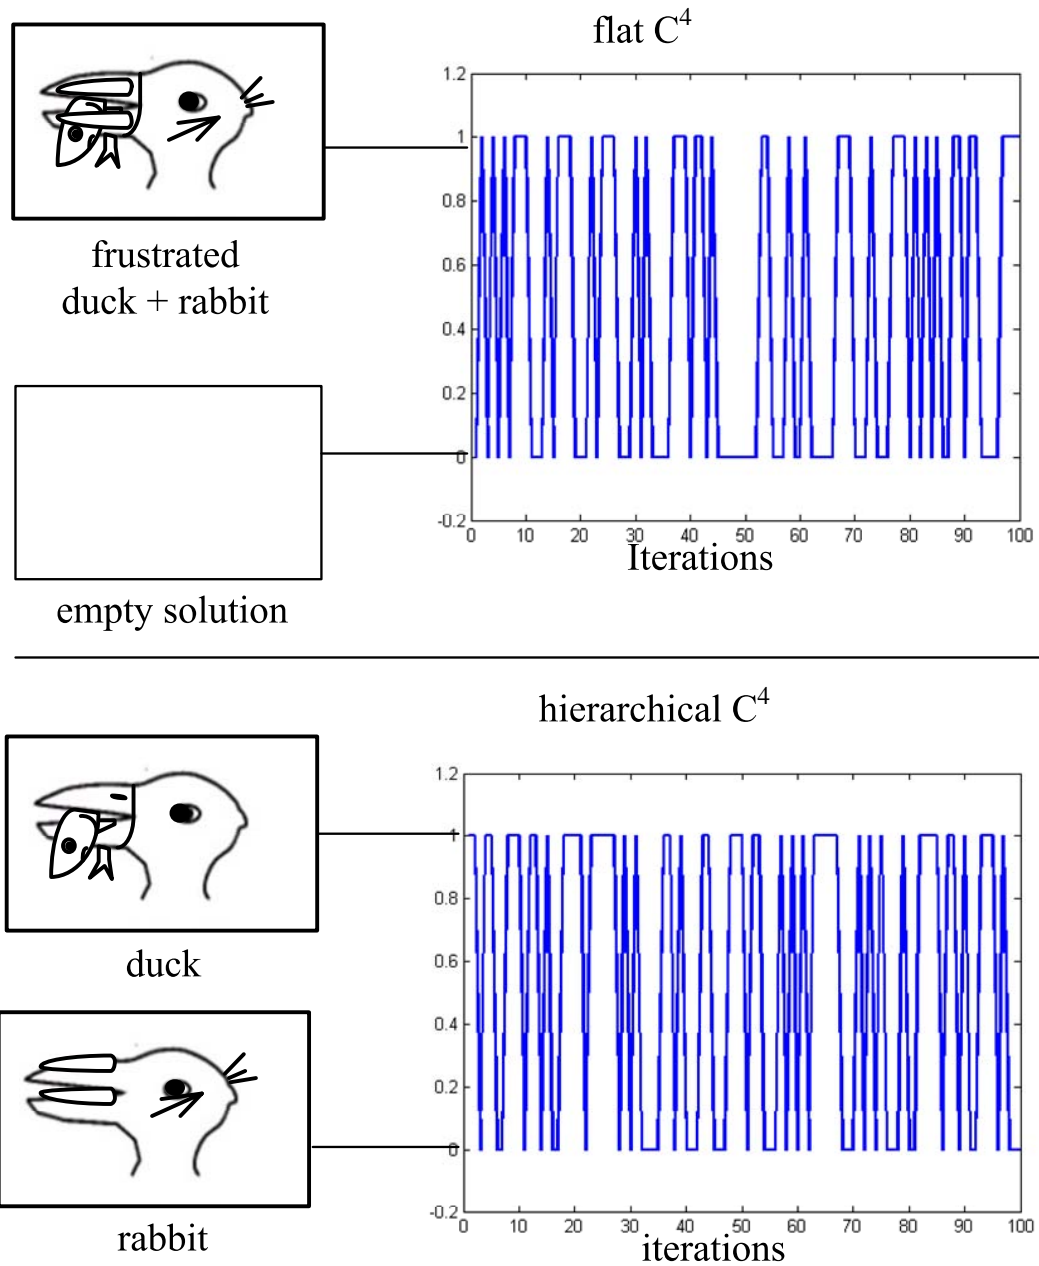 flat C⁴
frustrated
duck + rabbit
empty solution
1.2
1
0.8
0.6
0.4
0.2
0
-0.2
0 10 20 30 40 50 60 70 80 90 100
Iterations
hierarchical C⁴
duck
rabbit
1.2
1
0.8
0.6
0.4
0.2
0
-0.2
0 10 20 30 40 50 60 70 80 90 100
iterations